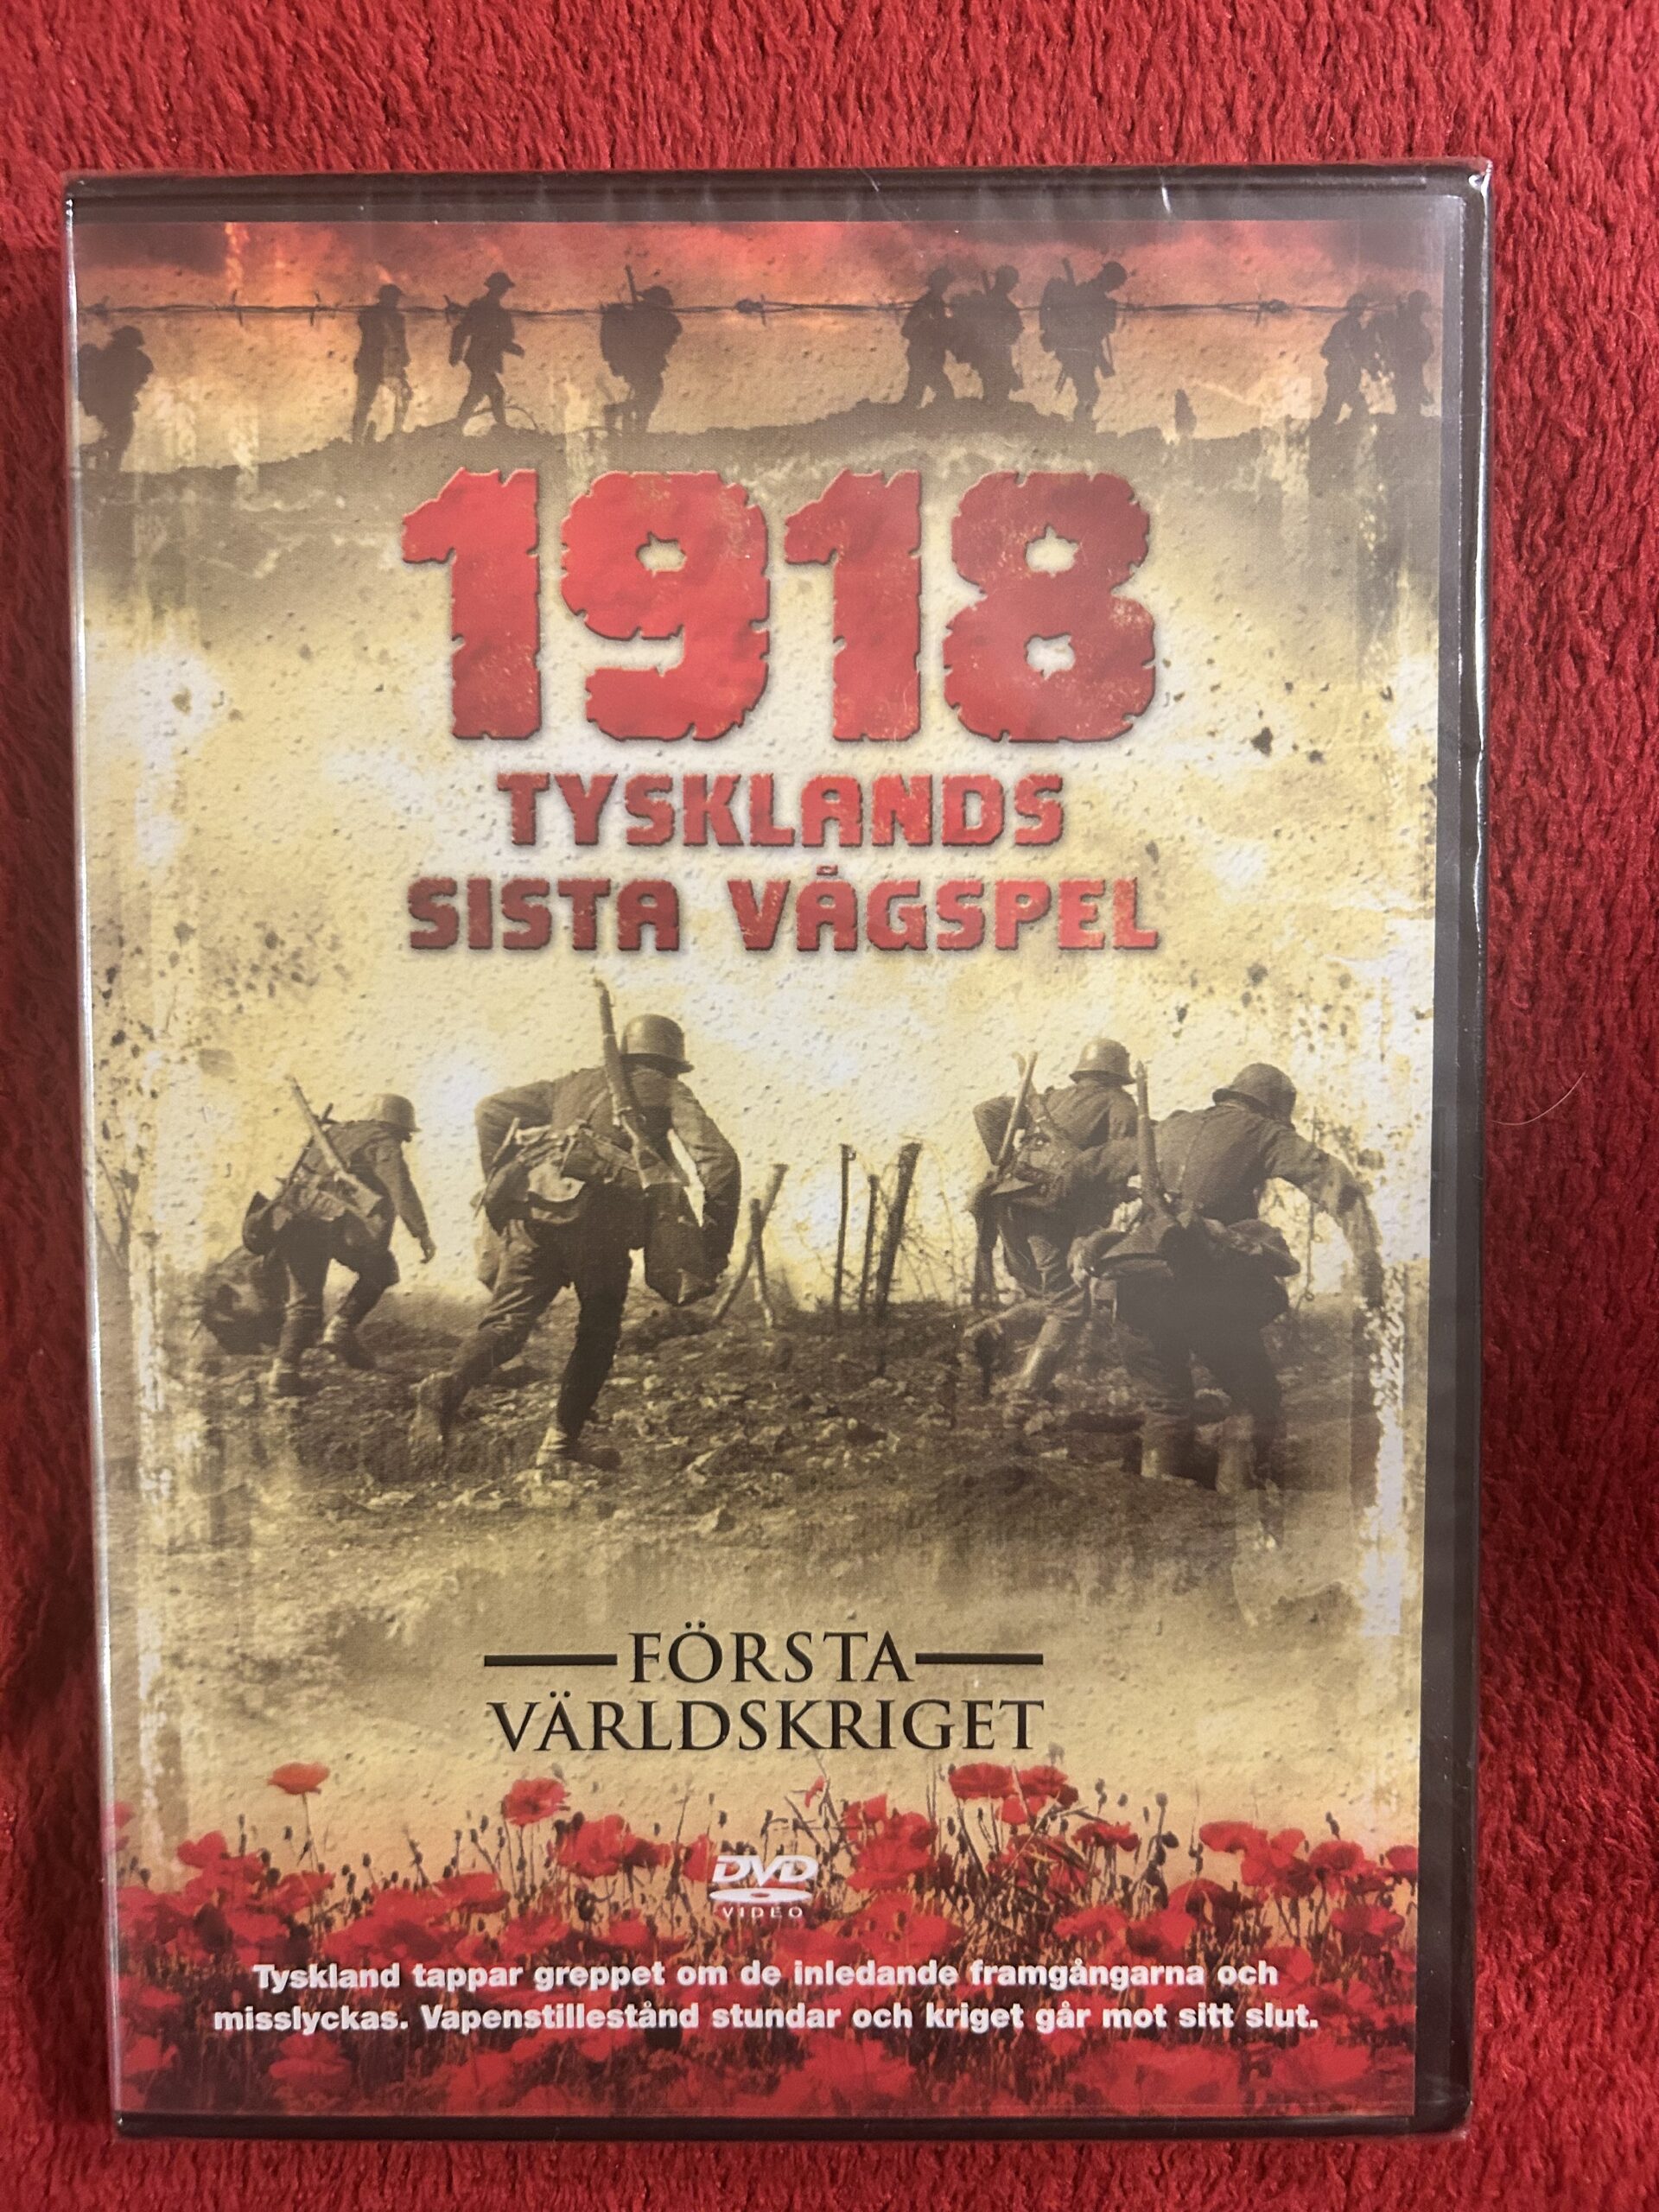 1918
TYSKLANDS
SISTA VÅGSPEL
FÖRSTA
VÄRLDSKRIGET
DVD
VIDEO
Tyskland tappar greppet om de inledande framgångarna och
misslyckas. Vapenstillestånd stundar och kriget går mot sitt slut.